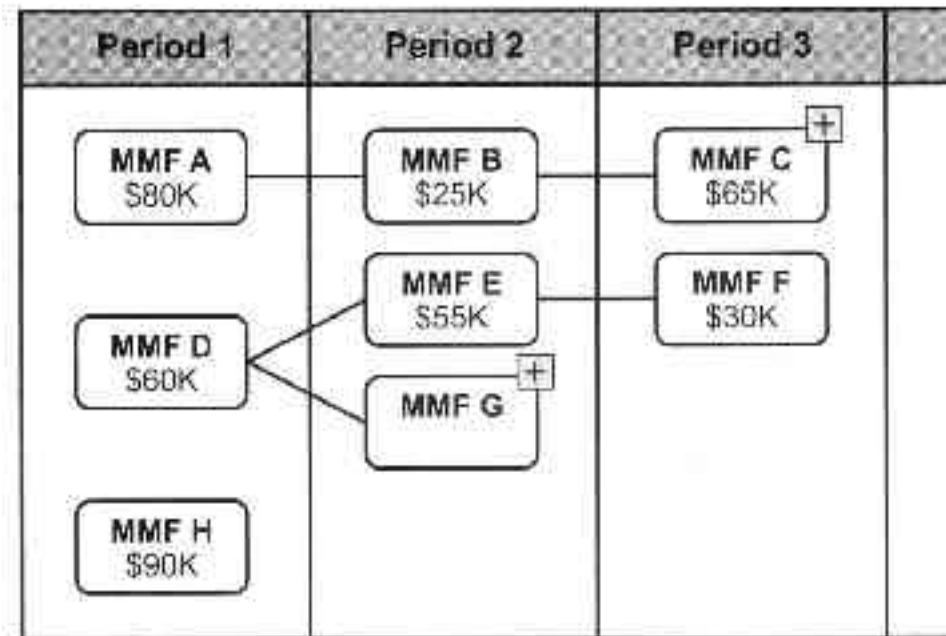 Period 1
Period 2
Period 3
MMF A
$80K
MMF B
$25K
+
MMF C
$65K
MMF E
$55K
MMF F
$30K
MMF D
$60K
+
MMF G
MMF H
$90K